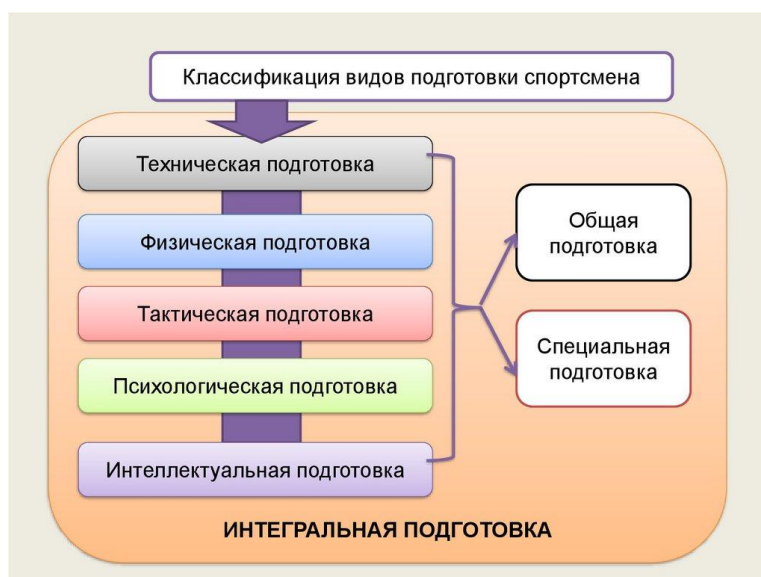 Классификация видов подготовки спортсмена
Техническая подготовка
Физическая подготовка
Тактическая подготовка
Психологическая подготовка
Интеллектуальная подготовка
Общая
подготовка
Специальная
подготовка
ИНТЕГРАЛЬНАЯ ПОДГОТОВКА